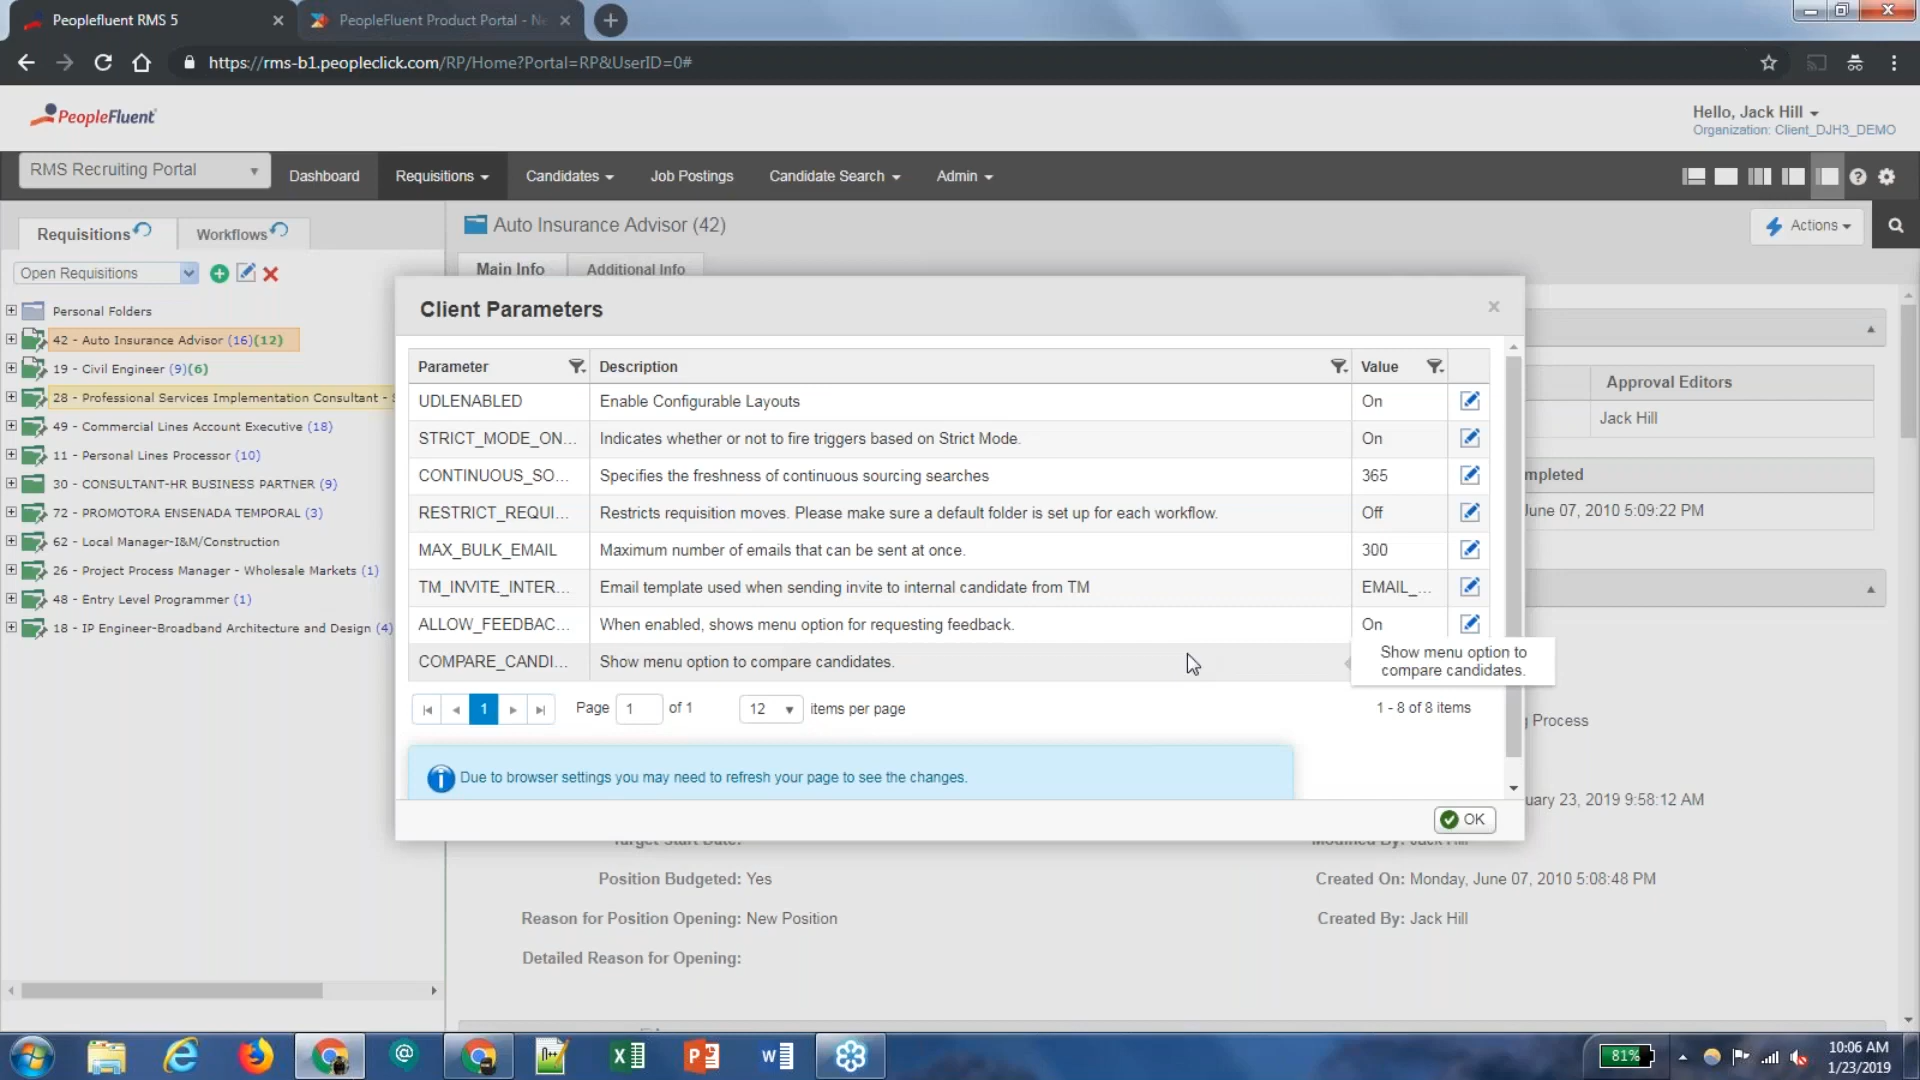 Peoplefluent RMS 5
PeopleFluent Product Portal - Ne
https://rms-b1.peopleclick.com/RP/Home?Portal=RP&UserID=0#
PeopleFluent
Hello, Jack Hill
Organization: Client_DJH3_DEMO
RMS Recruiting Portal
Dashboard
Requisitions
Candidates
Job Postings
Candidate Search
Admin
Requisitions
Workflows
Auto Insurance Advisor (42)
Actions
Open Requisitions
Main Info
Additional Info
Personal Folders
42 - Auto Insurance Advisor (16)(12)
19 - Civil Engineer (9)(6)
28 - Professional Services Implementation Consultant -
49 - Commercial Lines Account Executive (18)
11 - Personal Lines Processor (10)
30 - CONSULTANT-HR BUSINESS PARTNER (9)
72 - PROMOTORA ENSENADA TEMPORAL (3)
62 - Local Manager-I&M/Construction
26 - Project Process Manager - Wholesale Markets (1)
48 - Entry Level Programmer (1)
18 - IP Engineer-Broadband Architecture and Design (4)
Client Parameters
Parameter Description Value
UDLENABLED Enable Configurable Layouts On
STRICT_MODE_ON... Indicates whether or not to fire triggers based on Strict Mode. On
CONTINUOUS_SO... Specifies the freshness of continuous sourcing searches 365
RESTRICT_REQUI... Restricts requisition moves. Please make sure a default folder is set up for each workflow. Off
MAX_BULK_EMAIL Maximum number of emails that can be sent at once. 300
TM_INVITE_INTER... Email template used when sending invite to internal candidate from TM EMAIL_...
ALLOW_FEEDBAC... When enabled, shows menu option for requesting feedback. On
COMPARE_CANDI... Show menu option to compare candidates.
Show menu option to
compare candidates.
1
Page 1 of 1
12 items per page
1 - 8 of 8 items
Due to browser settings you may need to refresh your page to see the changes.
OK
Approval Editors
Jack Hill
mpleted
June 07, 2010 5:09:22 PM
Process
uary 23, 2019 9:58:12 AM
Target Start Date:
Modified By: Jack Hill
Position Budgeted: Yes
Created On: Monday, June 07, 2010 5:08:48 PM
Reason for Position Opening: New Position
Created By: Jack Hill
Detailed Reason for Opening:
81%
10:06 AM
1/23/2019